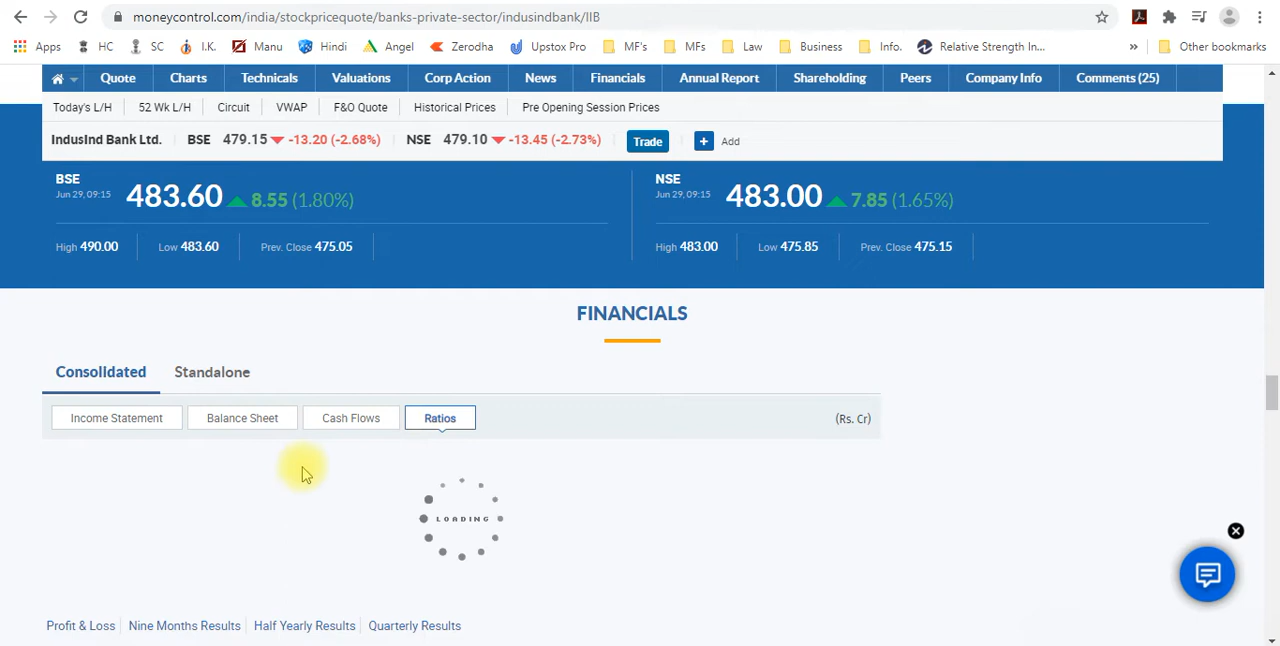 moneycontrol.com/india/stockpricequote/banks-private-sector/indusindbank/IIB
Apps HC SC I.K. Manu Hindi Angel Zerodha Upstox Pro MF's MFs Law Business Info. Relative Strength In... » Other bookmarks
Quote Charts Technicals Valuations Corp Action News Financials Annual Report Shareholding Peers Company Info Comments (25)
Today's L/H 52 Wk L/H Circuit VWAP F&O Quote Historical Prices Pre Opening Session Prices
IndusInd Bank Ltd. BSE 479.15 -13.20 (-2.68%) NSE 479.10 -13.45 (-2.73%) Trade + Add
BSE
Jun 29, 09:15 483.60 8.55 (1.80%)
High 490.00 Low 483.60 Prev. Close 475.05
NSE
Jun 29, 09:15 483.00 7.85 (1.65%)
High 483.00 Low 475.85 Prev. Close 475.15
FINANCIALS
Consolidated Standalone
Income Statement Balance Sheet Cash Flows Ratios (Rs. Cr)
LOADING
Profit & Loss Nine Months Results Half Yearly Results Quarterly Results